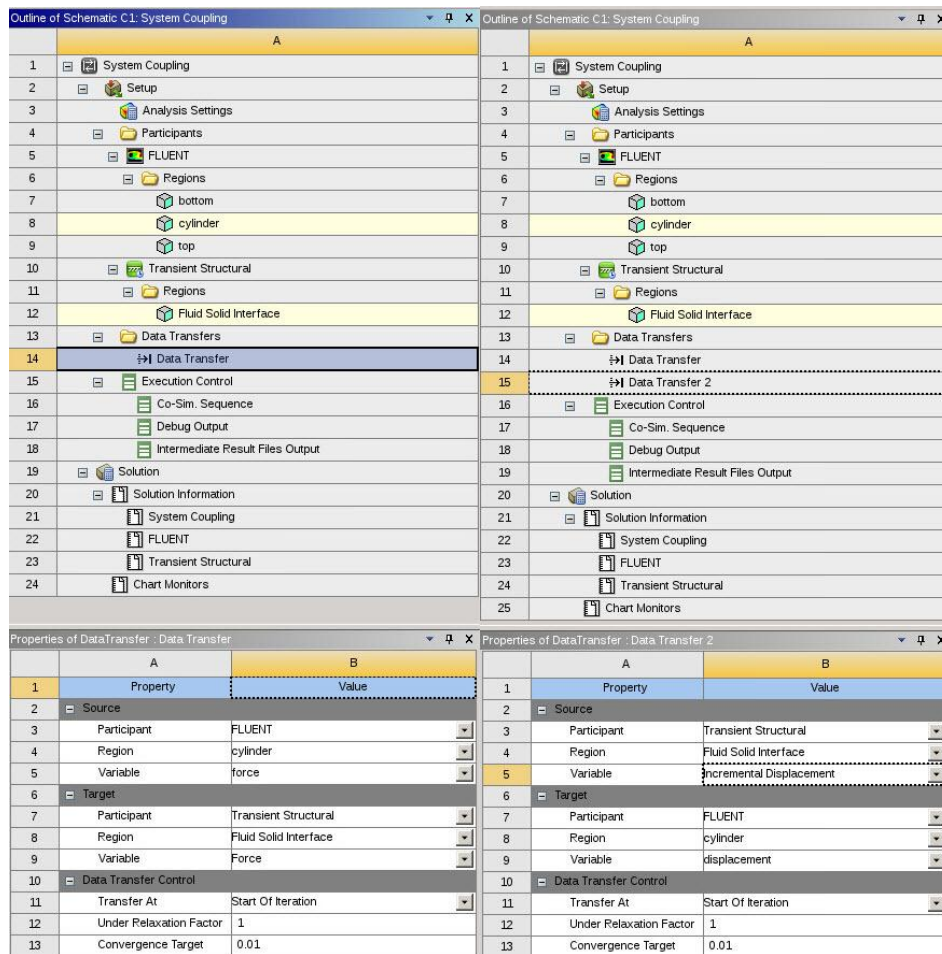 Outline of Schematic C1: System Coupling
A
1 System Coupling
2 Setup
3 Analysis Settings
4 Participants
5 FLUENT
6 Regions
7 bottom
8 cylinder
9 top
10 Transient Structural
11 Regions
12 Fluid Solid Interface
13 Data Transfers
14 Data Transfer
15 Execution Control
16 Co-Sim. Sequence
17 Debug Output
18 Intermediate Result Files Output
19 Solution
20 Solution Information
21 System Coupling
22 FLUENT
23 Transient Structural
24 Chart Monitors
Outline of Schematic C1: System Coupling
A
1 System Coupling
2 Setup
3 Analysis Settings
4 Participants
5 FLUENT
6 Regions
7 bottom
8 cylinder
9 top
10 Transient Structural
11 Regions
12 Fluid Solid Interface
13 Data Transfers
14 Data Transfer
15 Data Transfer 2
16 Execution Control
17 Co-Sim. Sequence
18 Debug Output
19 Intermediate Result Files Output
20 Solution
21 Solution Information
22 System Coupling
23 FLUENT
24 Transient Structural
25 Chart Monitors
Properties of DataTransfer : Data Transfer
A B
1 Property Value
2 Source
3 Participant FLUENT
4 Region cylinder
5 Variable force
6 Target
7 Participant Transient Structural
8 Region Fluid Solid Interface
9 Variable Force
10 Data Transfer Control
11 Transfer At Start Of Iteration
12 Under Relaxation Factor 1
13 Convergence Target 0.01
Properties of DataTransfer : Data Transfer 2
A B
1 Property Value
2 Source
3 Participant Transient Structural
4 Region Fluid Solid Interface
5 Variable Incremental Displacement
6 Target
7 Participant FLUENT
8 Region cylinder
9 Variable displacement
10 Data Transfer Control
11 Transfer At Start Of Iteration
12 Under Relaxation Factor 1
13 Convergence Target 0.01